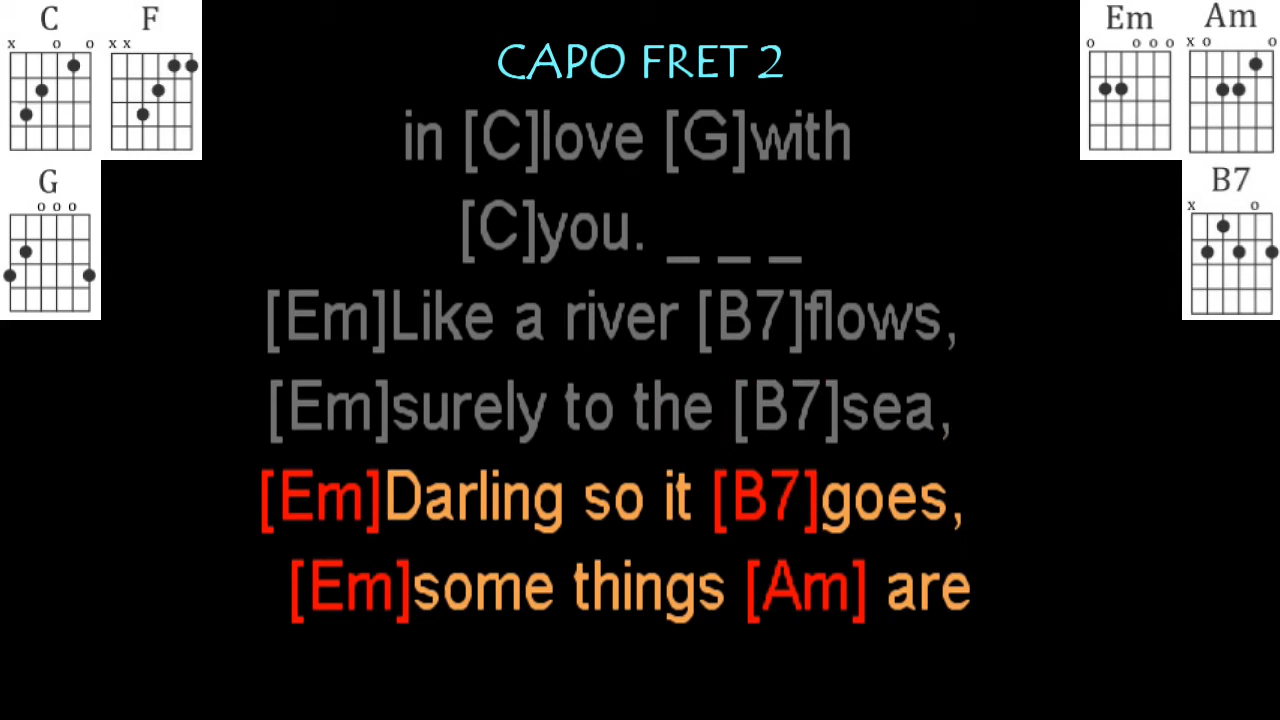 C F
x o o x x
Em Am
o o o o x o o
CAPO FRET 2
in [C]love [G]with
G
o o o
B7
x o
[C]you. _ _ _
[Em]Like a river [B7]flows,
[Em]surely to the [B7]sea,
[Em]Darling so it [B7]goes,
[Em]some things [Am] are